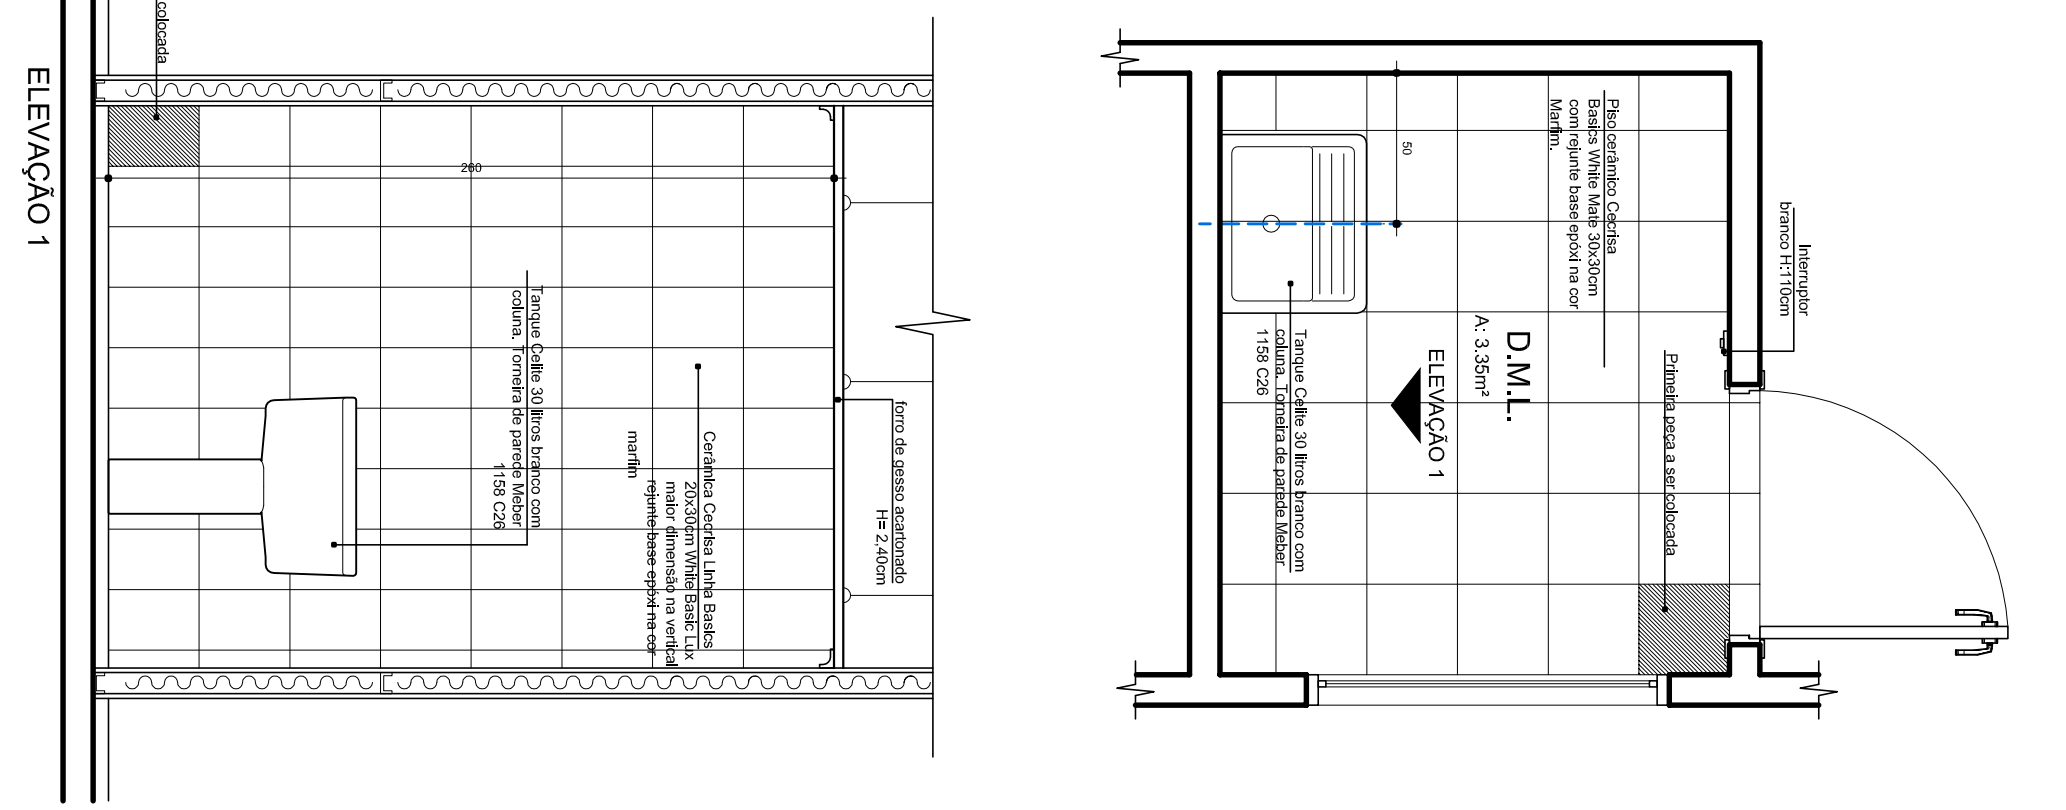 colocada
ELEVAÇÃO 1
260
Tanque Celite 30 litros branco com
coluna. Torneira de parede Meber
1158 C26
Cerâmica Cecrisa Linha Basics
20x30cm White Basic Lux
maior dimensão na vertical
rejunte base epóxi na cor
marfim
forro de gesso acartonado
H= 2,40cm
50
Piso cerâmico Cecrisa
Basics White Mate 30x30cm
com rejunte base epóxi na cor
Marfim.
Interruptor
branco H:110cm
D.M.L.
A: 3.35m²
ELEVAÇÃO 1
Tanque Celite 30 litros branco com
coluna. Torneira de parede Meber
1158 C26
Primeira peça a ser colocada